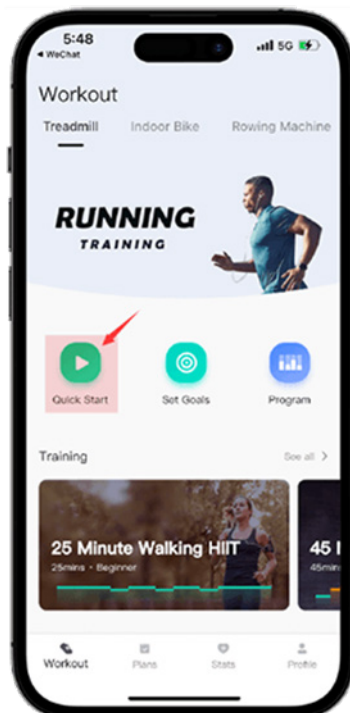 5:48
5G
WeChat
Workout
Treadmill Indoor Bike Rowing Machine
RUNNING
TRAINING
Quick Start Set Goals Program
Training See all >
25 Minute Walking HIIT
25mins • Beginner
45
45min
Workout Plans Stats Profile